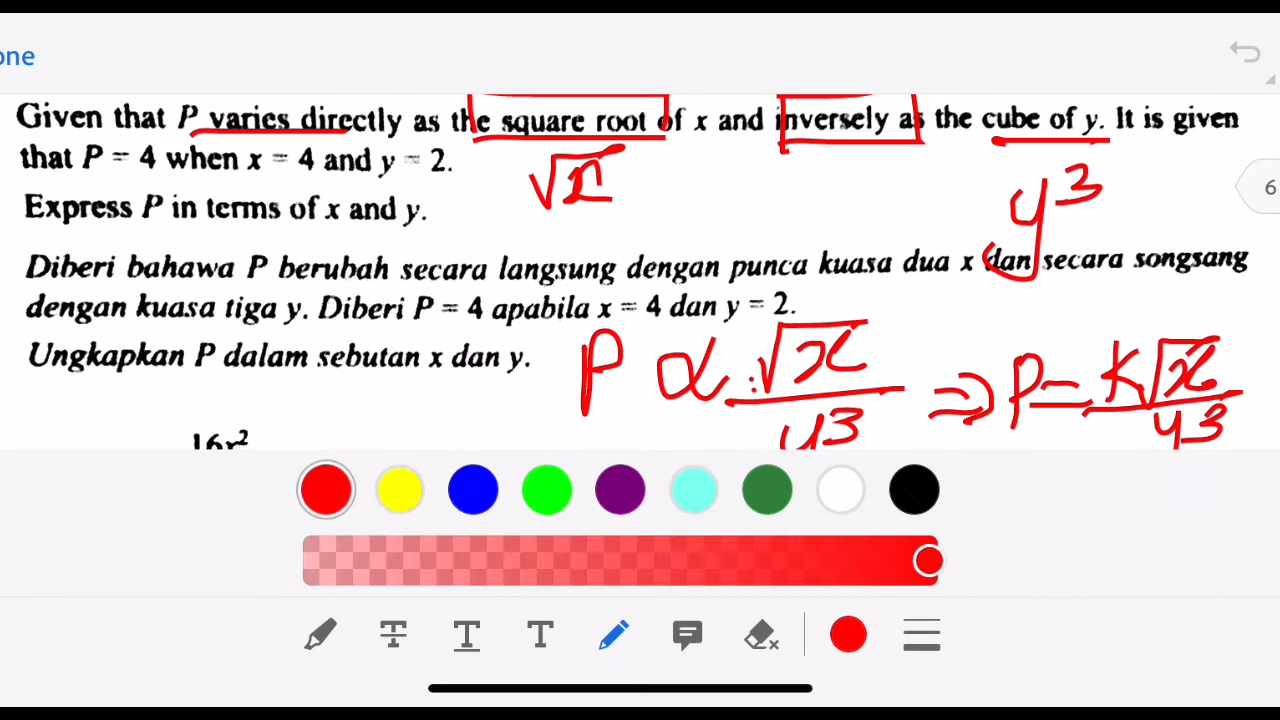 one
Given that P varies directly as the square root of x and inversely as the cube of y. It is given
that P = 4 when x = 4 and y = 2.
√x
y³
6
Express P in terms of x and y.
Diberi bahawa P berubah secara langsung dengan punca kuasa dua x dan secara songsang
dengan kuasa tiga y. Diberi P = 4 apabila x = 4 dan y = 2.
Ungkapkan P dalam sebutan x dan y.
P ∝ √x / y³ ⇒ P = k√x / y³
16x²
T T T